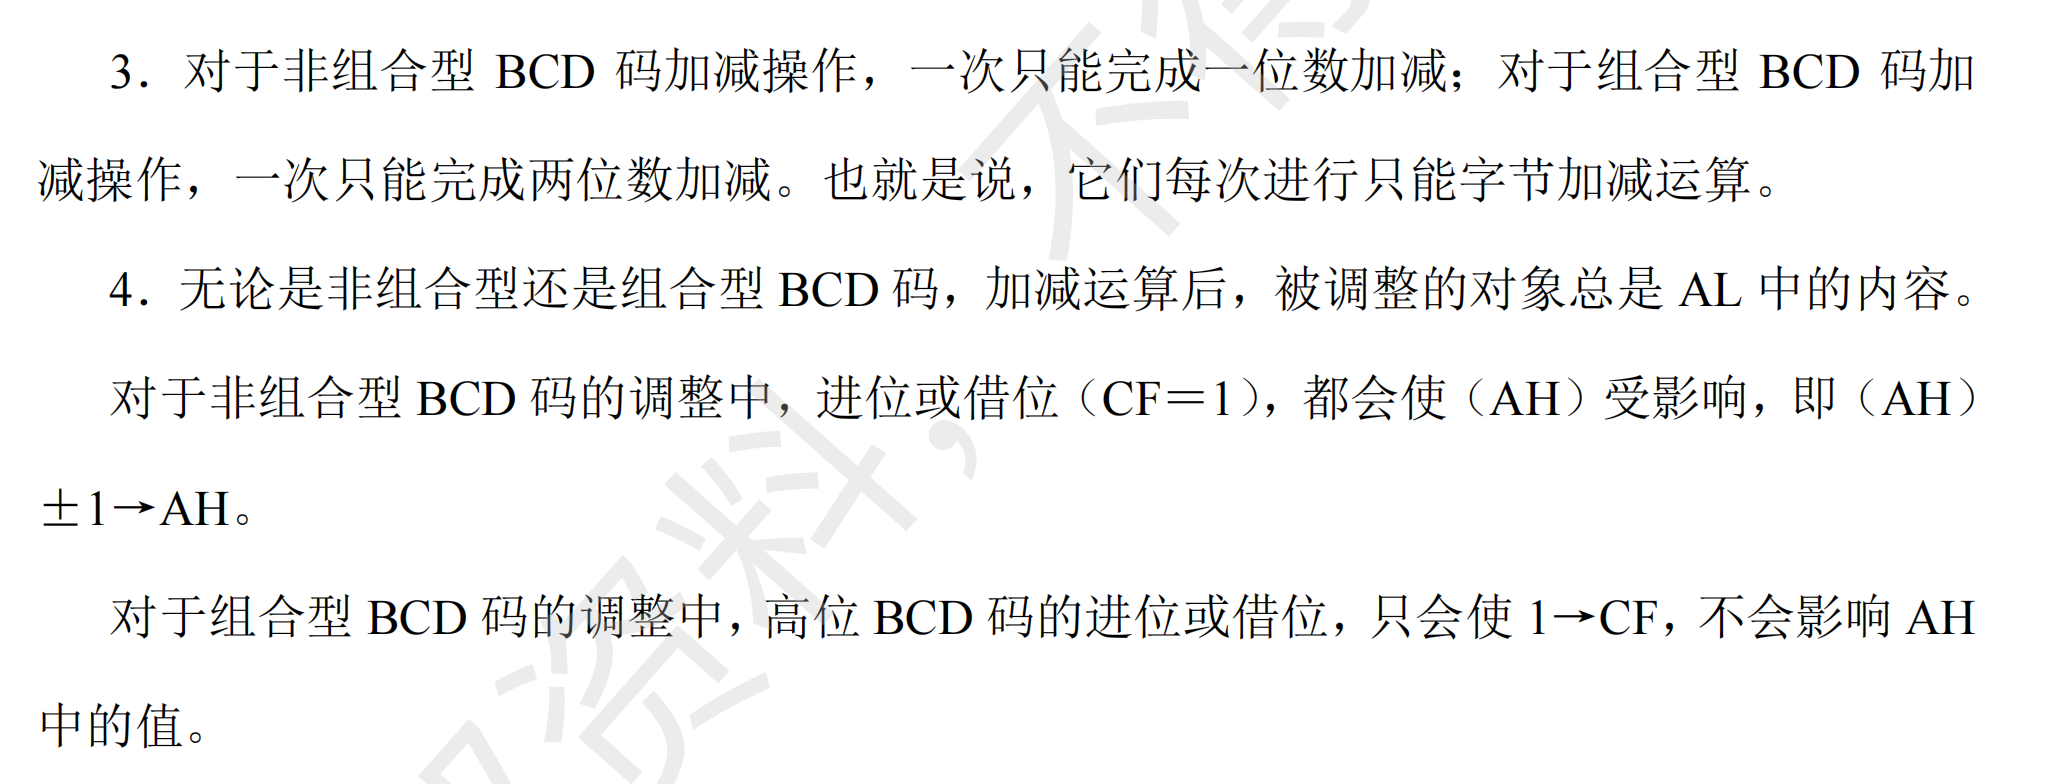 3．对于非组合型 BCD 码加减操作，一次只能完成一位数加减；对于组合型 BCD 码加
减操作，一次只能完成两位数加减。也就是说，它们每次进行只能字节加减运算。
4．无论是非组合型还是组合型 BCD 码，加减运算后，被调整的对象总是 AL 中的内容。
对于非组合型 BCD 码的调整中，进位或借位（CF＝1），都会使（AH）受影响，即（AH）
±1→AH。
对于组合型 BCD 码的调整中，高位 BCD 码的进位或借位，只会使 1→CF，不会影响 AH
中的值。
资料，不得